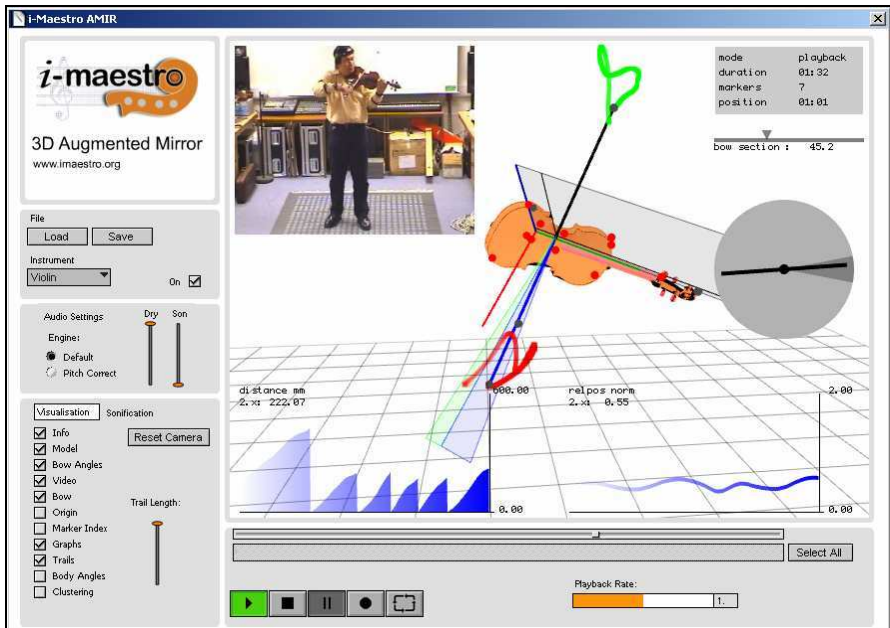 i-Maestro AMIR
i-maestro
3D Augmented Mirror
www.imaestro.org
File
Load Save
Instrument
Violin
On
Audio Settings
Dry Son
Engine:
Default
Pitch Correct
Visualisation Sonification
Info
Reset Camera
Model
Bow Angles
Video
Bow
Origin
Trail Length:
Marker Index
Graphs
Trails
Body Angles
Clustering
mode playback
duration 01:32
markers 7
position 01:01
bow section : 45.2
distance mm
2.x: 222.07
600.00
0.00
relpos norm
2.x: 0.55
2.00
0.00
Select All
Playback Rate:
1.